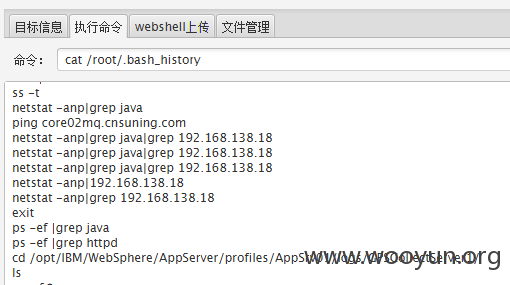 目标信息 执行命令 webshell上传 文件管理
命令： cat /root/.bash_history
ss -t
netstat -anp|grep java
ping core02mq.cnsuning.com
netstat -anp|grep java|grep 192.168.138.18
netstat -anp|grep java|grep 192.168.138.18
netstat -anp|grep java|grep 192.168.138.18
netstat -anp|192.168.138.18
netstat -anp|grep 192.168.138.18
exit
ps -ef |grep java
ps -ef |grep httpd
cd /opt/IBM/WebSphere/AppServer/profiles/
www.wooyun.org
ls